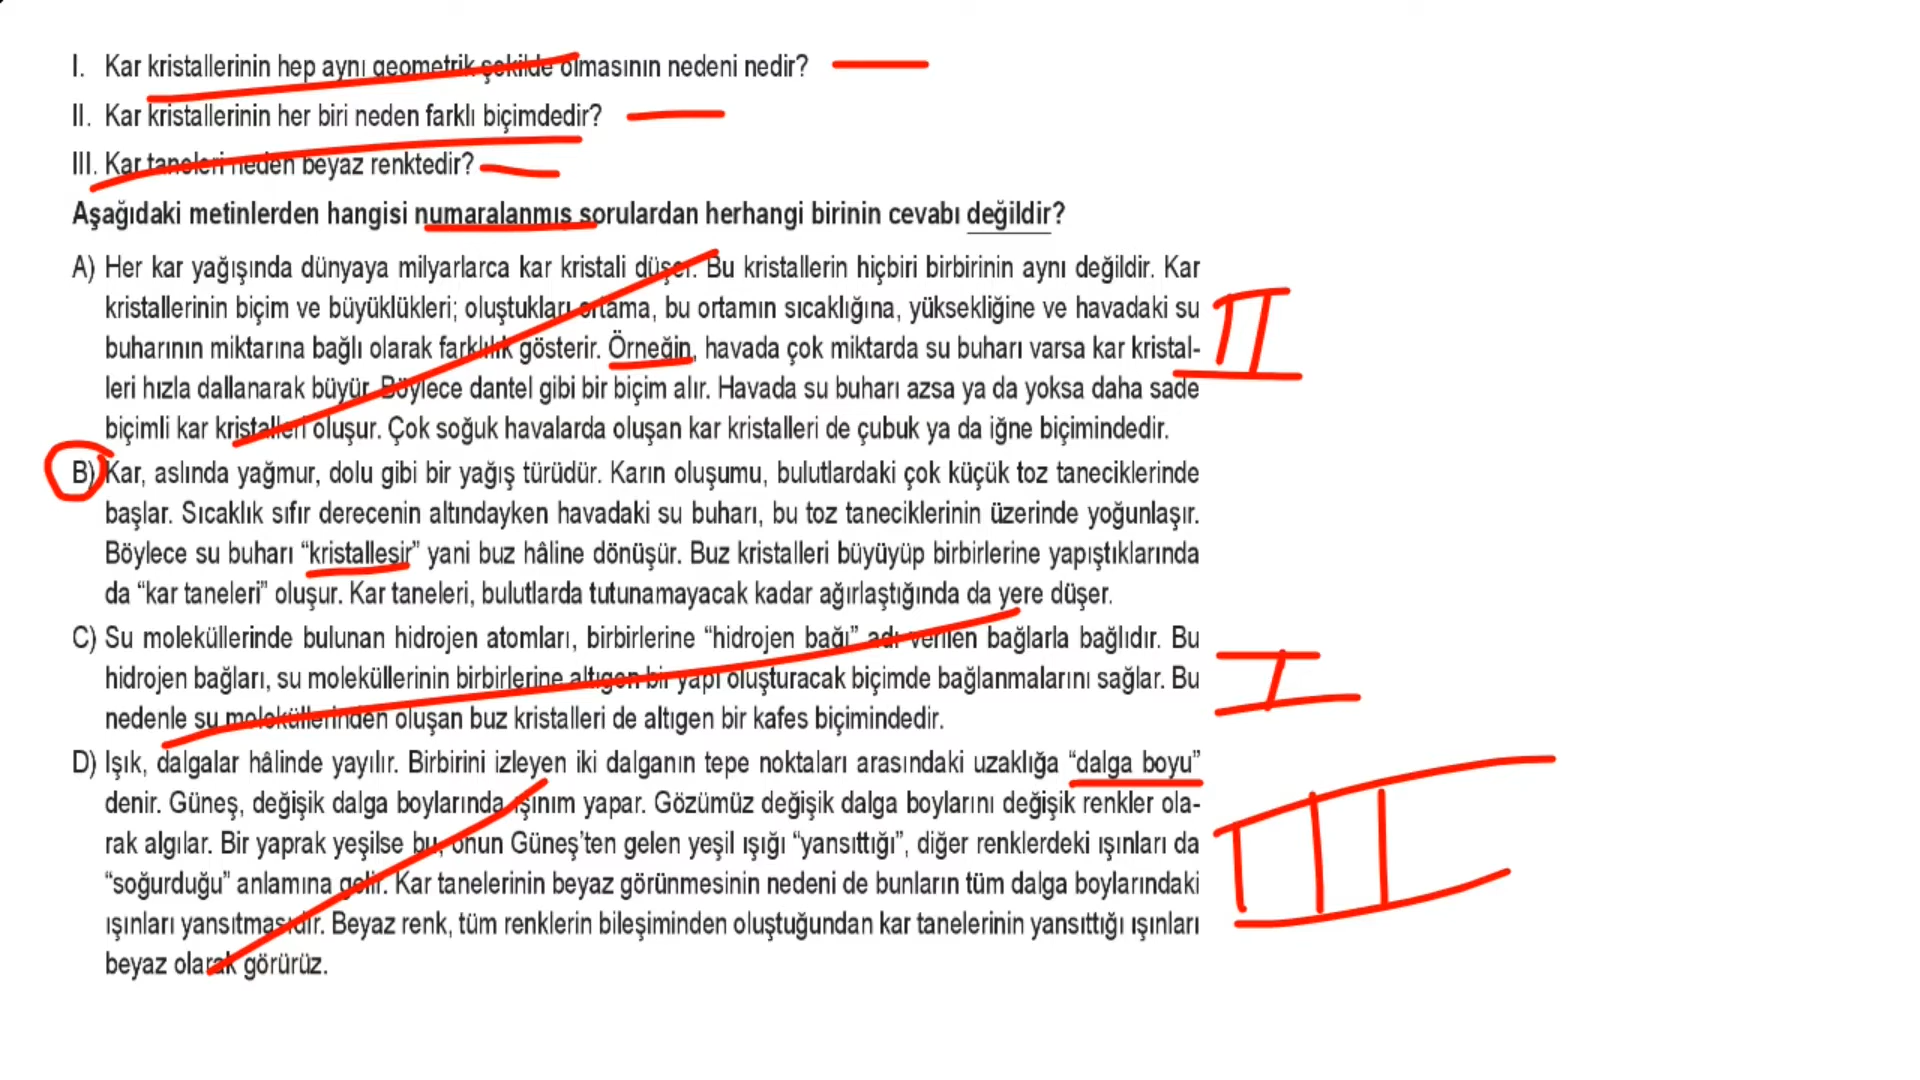 I. Kar kristallerinin hep aynı geometrik şekilde olmasının nedeni nedir?
II. Kar kristallerinin her biri neden farklı biçimdedir?
III. Kar taneleri neden beyaz renktedir?
Aşağıdaki metinlerden hangisi numaralanmış sorulardan herhangi birinin cevabı değildir?
A) Her kar yağışında dünyaya milyarlarca kar kristali düşer. Bu kristallerin hiçbiri birbirinin aynı değildir. Kar
kristallerinin biçim ve büyüklükleri; oluştukları ortama, bu ortamın sıcaklığına, yüksekliğine ve havadaki su
II
buharının miktarına bağlı olarak farklılık gösterir. Örneğin, havada çok miktarda su buharı varsa kar kristal-
leri hızla dallanarak büyür. Böylece dantel gibi bir biçim alır. Havada su buharı azsa ya da yoksa daha sade
biçimli kar kristalleri oluşur. Çok soğuk havalarda oluşan kar kristalleri de çubuk ya da iğne biçimindedir.
B) Kar, aslında yağmur, dolu gibi bir yağış türüdür. Karın oluşumu, bulutlardaki çok küçük toz taneciklerinde
başlar. Sıcaklık sıfır derecenin altındayken havadaki su buharı, bu toz taneciklerinin üzerinde yoğunlaşır.
Böylece su buharı “kristalleşir” yani buz hâline dönüşür. Buz kristalleri büyüyüp birbirlerine yapıştıklarında
da “kar taneleri” oluşur. Kar taneleri, bulutlarda tutunamayacak kadar ağırlaştığında da yere düşer.
C) Su moleküllerinde bulunan hidrojen atomları, birbirlerine “hidrojen bağı” adı verilen bağlarla bağlıdır. Bu
hidrojen bağları, su moleküllerinin birbirlerine altıgen bir yapı oluşturacak biçimde bağlanmalarını sağlar. Bu
I
nedenle su moleküllerinden oluşan buz kristalleri de altıgen bir kafes biçimindedir.
D) Işık, dalgalar hâlinde yayılır. Birbirini izleyen iki dalganın tepe noktaları arasındaki uzaklığa “dalga boyu”
denir. Güneş, değişik dalga boylarında ışınım yapar. Gözümüz değişik dalga boylarını değişik renkler ola-
rak algılar. Bir yaprak yeşilse bu, onun Güneş’ten gelen yeşil ışığı “yansıttığı”, diğer renklerdeki ışınları da
III
“soğurduğu” anlamına gelir. Kar tanelerinin beyaz görünmesinin nedeni de bunların tüm dalga boylarındaki
ışınları yansıtmasıdır. Beyaz renk, tüm renklerin bileşiminden oluştuğundan kar tanelerinin yansıttığı ışınları
beyaz olarak görürüz.